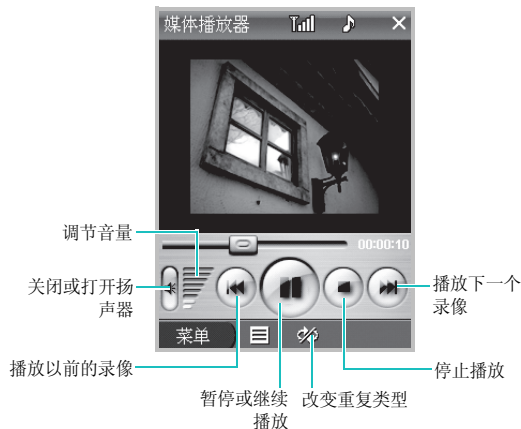 媒体播放器
00:00:10
菜单
调节音量
关闭或打开扬
声器
播放以前的录像
暂停或继续
播放
改变重复类型
停止播放
播放下一个
录像